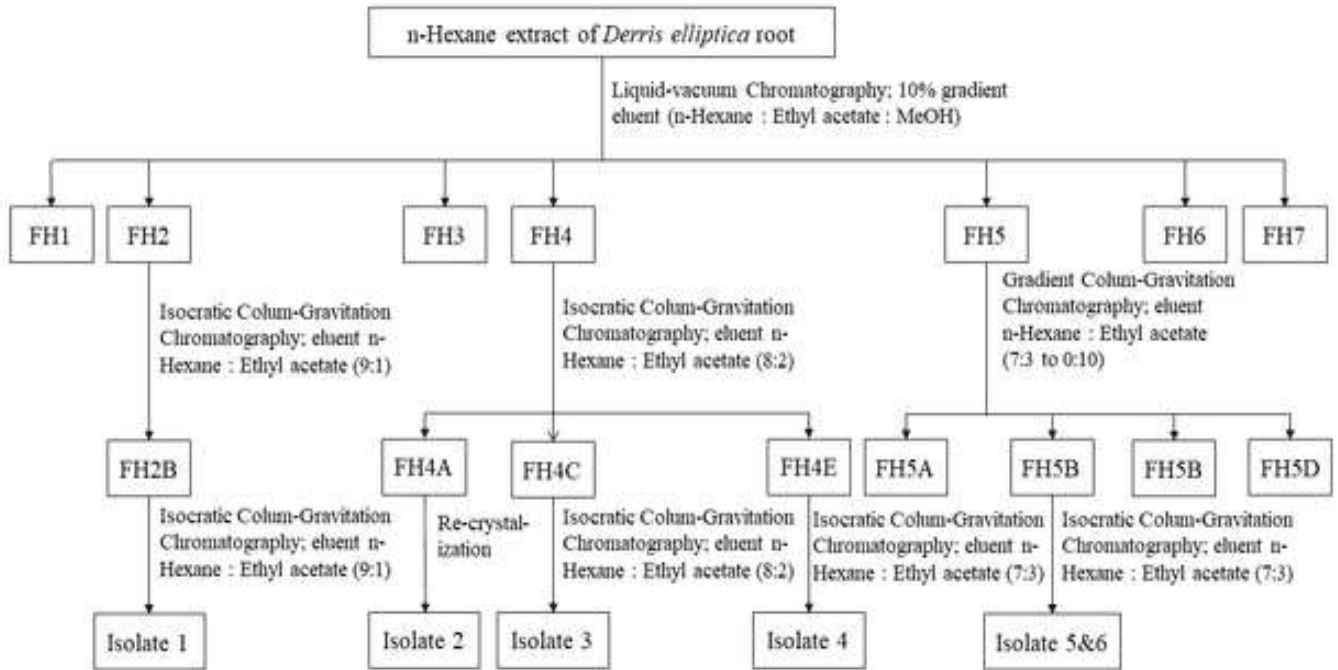 n-Hexane extract of Derris elliptica root
Liquid-vacuum Chromatography; 10% gradient
eluent (n-Hexane : Ethyl acetate : MeOH)
FH1
FH2
FH3
FH4
FH5
FH6
FH7
Isocratic Colum-Gravitation
Chromatography; eluent n-
Hexane : Ethyl acetate (9:1)
Isocratic Colum-Gravitation
Chromatography; eluent n-
Hexane : Ethyl acetate (8:2)
Gradient Colum-Gravitation
Chromatography; eluent
n-Hexane : Ethyl acetate
(7:3 to 0:10)
FH2B
FH4A
FH4C
FH4E
FH5A
FH5B
FH5B
FH5D
Isocratic Colum-Gravitation
Chromatography; eluent n-
Hexane : Ethyl acetate (9:1)
Re-crystal-
ization
Isocratic Colum-Gravitation
Chromatography; eluent n-
Hexane : Ethyl acetate (8:2)
Isocratic Colum-Gravitation
Chromatography; eluent n-
Hexane : Ethyl acetate (7:3)
Isocratic Colum-Gravitation
Chromatography; eluent n-
Hexane : Ethyl acetate (7:3)
Isolate 1
Isolate 2
Isolate 3
Isolate 4
Isolate 5&6